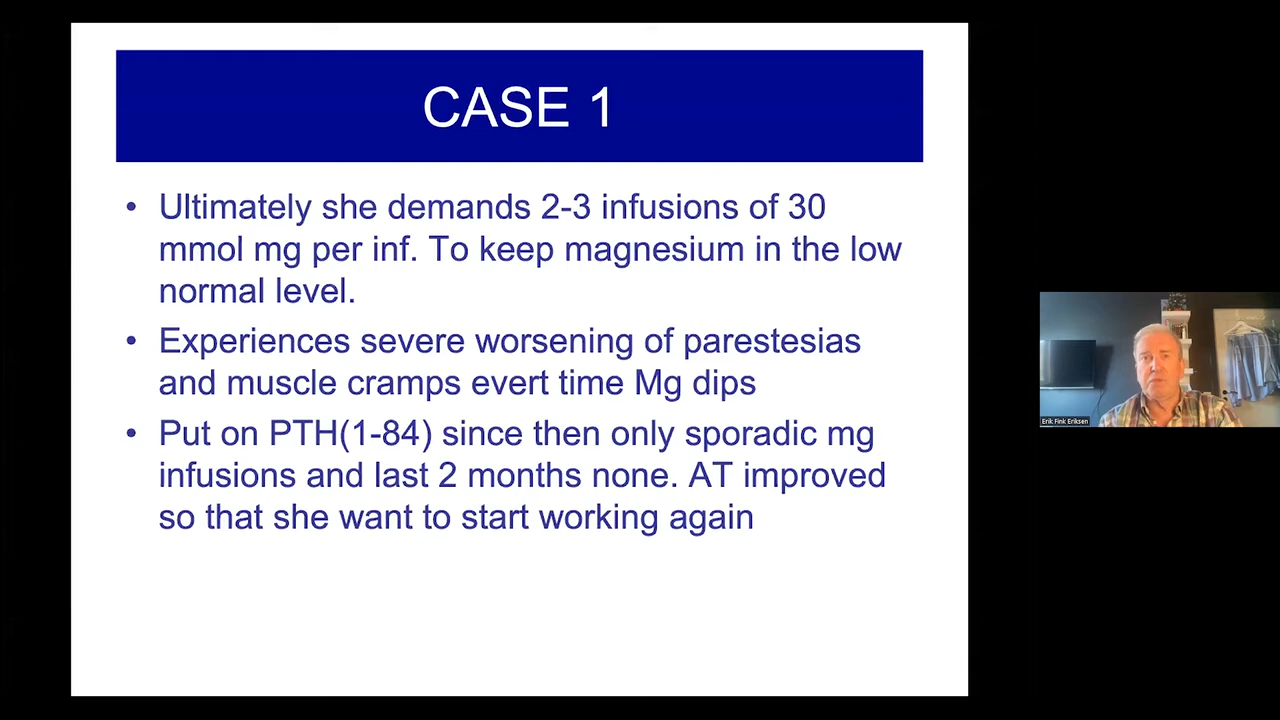 CASE 1
• Ultimately she demands 2-3 infusions of 30
mmol mg per inf. To keep magnesium in the low
normal level.
• Experiences severe worsening of parestesias
and muscle cramps evert time Mg dips
• Put on PTH(1-84) since then only sporadic mg
infusions and last 2 months none. AT improved
so that she want to start working again
Erik Fink Eriksen